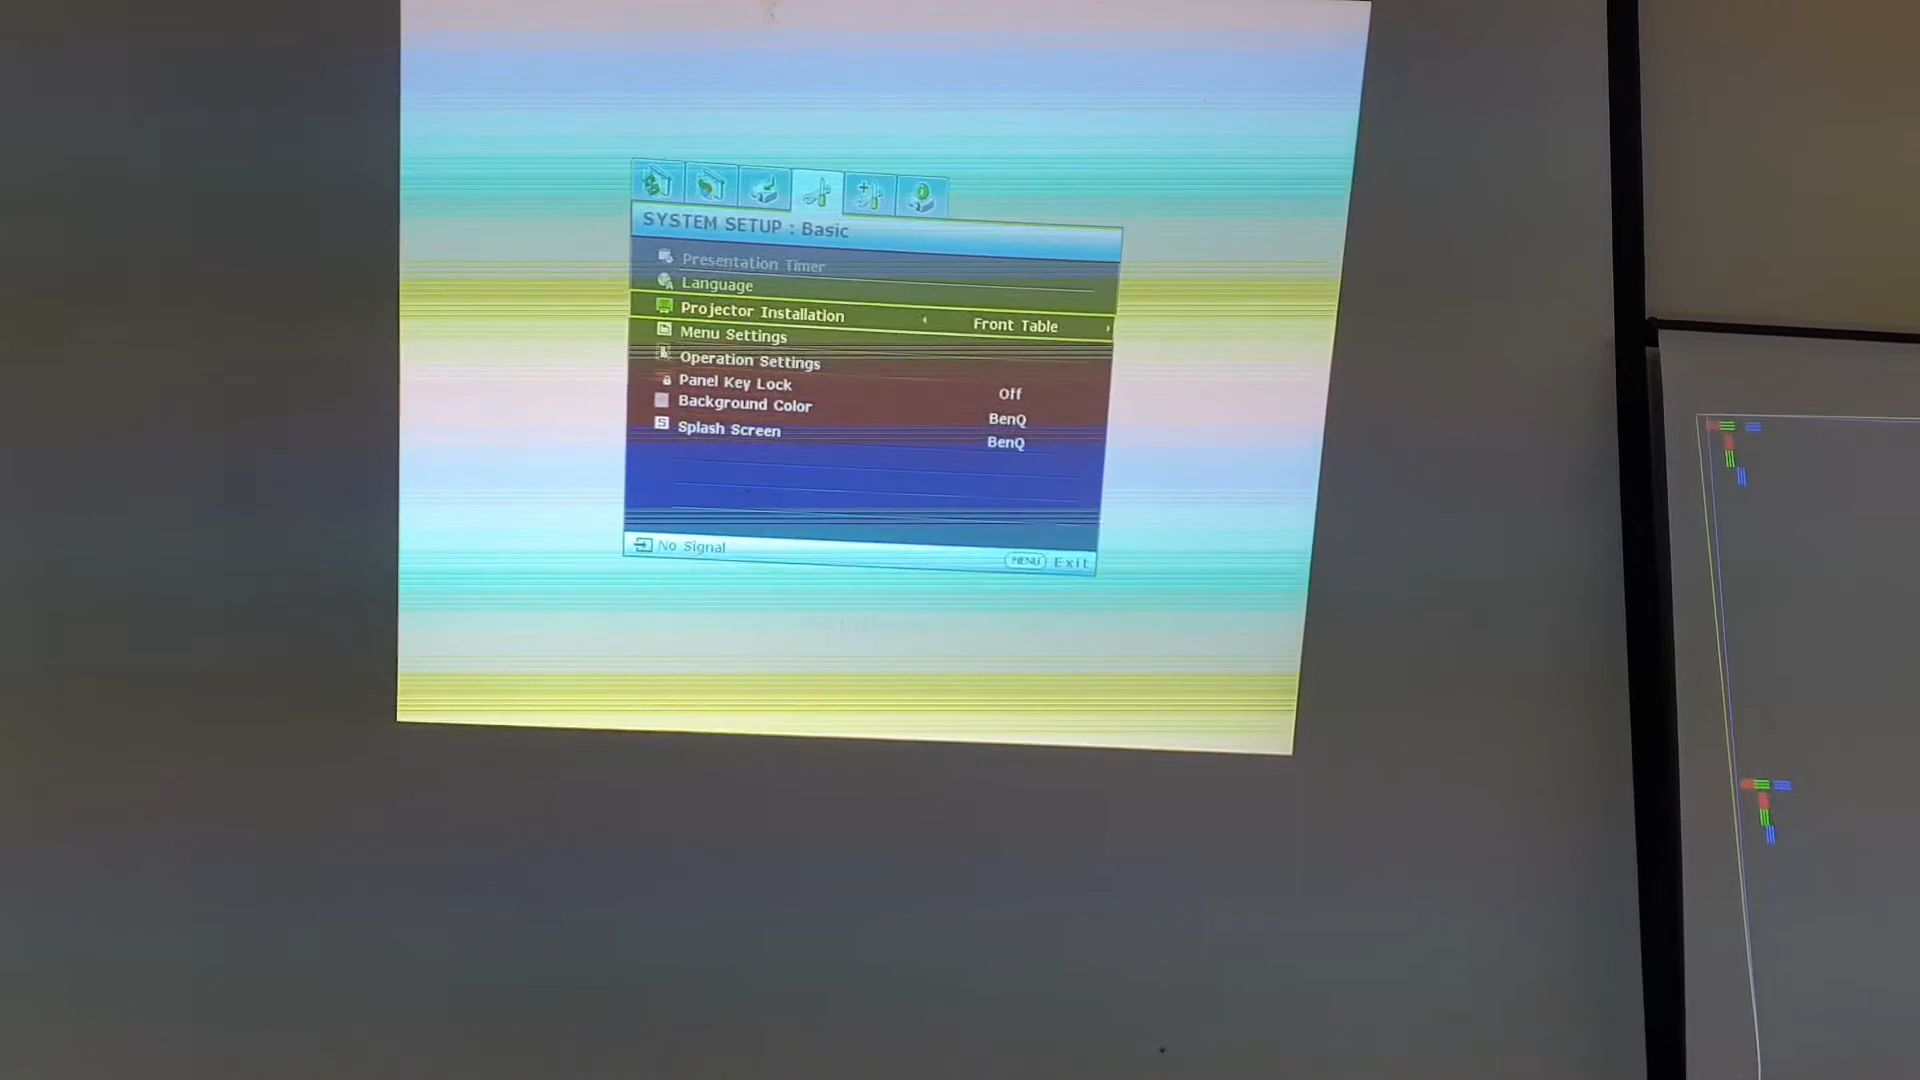 SYSTEM SETUP : Basic
Presentation Timer
Language
Projector Installation Front Table
Menu Settings
Operation Settings
Panel Key Lock Off
Background Color BenQ
Splash Screen BenQ
No Signal MENU Exit